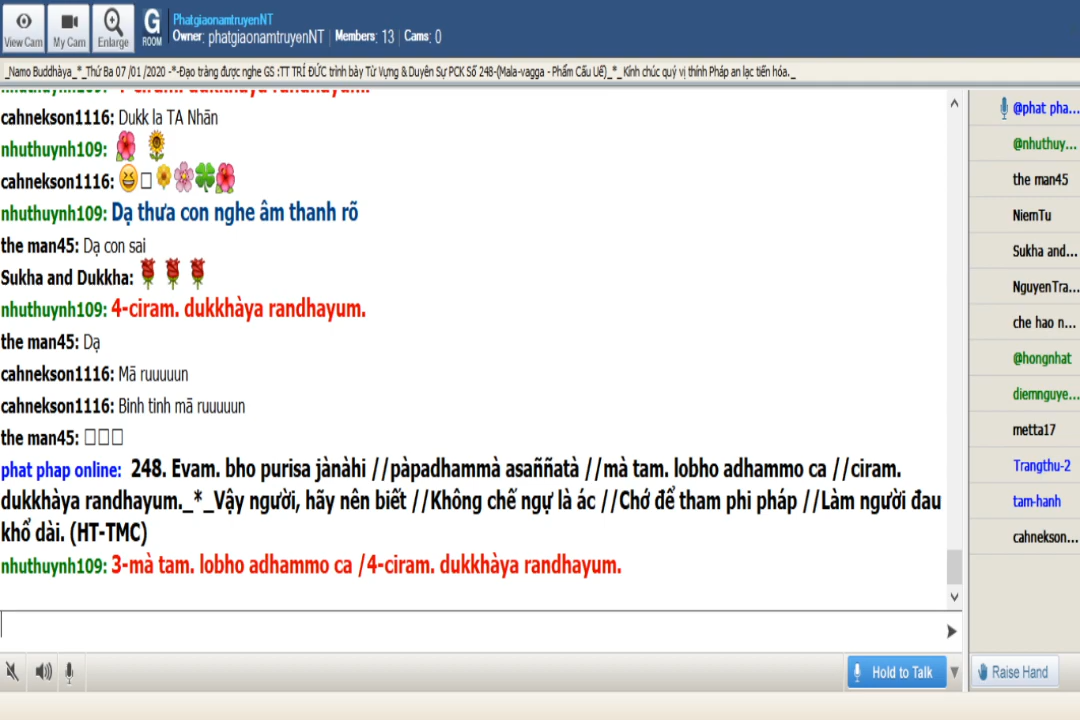 PhatgiaonamtruyenNT
View Cam My Cam Enlarge G ROOM Owner: phatgiaonamtruyenNT Members: 13 Cams: 0
_Namo Buddhàya_*_Thứ Ba 07 /01 /2020 -*-Đạo tràng được nghe GS :TT TRÍ ĐỨC trình bày Từ Vựng & Duyên Sự PCK Số 248-(Mala-vagga - Phẩm Cấu Uế)_*_ Kính chúc quý vị thính Pháp an lạc tiến hóa._
cahnekson1116: Dukk la TA Nhãn
nhuthuynh109:
cahnekson1116:
nhuthuynh109: Dạ thưa con nghe âm thanh rõ
the man45: Dạ con sai
Sukha and Dukkha:
nhuthuynh109: 4-ciram. dukkhàya randhayum.
the man45: Dạ
cahnekson1116: Mã ruuuuun
cahnekson1116: Binh tinh mã ruuuuun
the man45:
phat phap online: 248. Evam. bho purisa jànàhi //pàpadhammà asaññatà //mà tam. lobho adhammo ca //ciram.
dukkhàya randhayum._*_Vậy người, hãy nên biết //Không chế ngự là ác //Chớ để tham phi pháp //Làm người đau
khổ dài. (HT-TMC)
nhuthuynh109: 3-mà tam. lobho adhammo ca /4-ciram. dukkhàya randhayum.
@phat pha...
@nhuthuy...
the man45
NiemTu
Sukha and...
NguyenTra...
che hao n...
@hongnhat
diemnguye...
metta17
Trangthu-2
tam-hanh
cahnekson...
Hold to Talk
Raise Hand